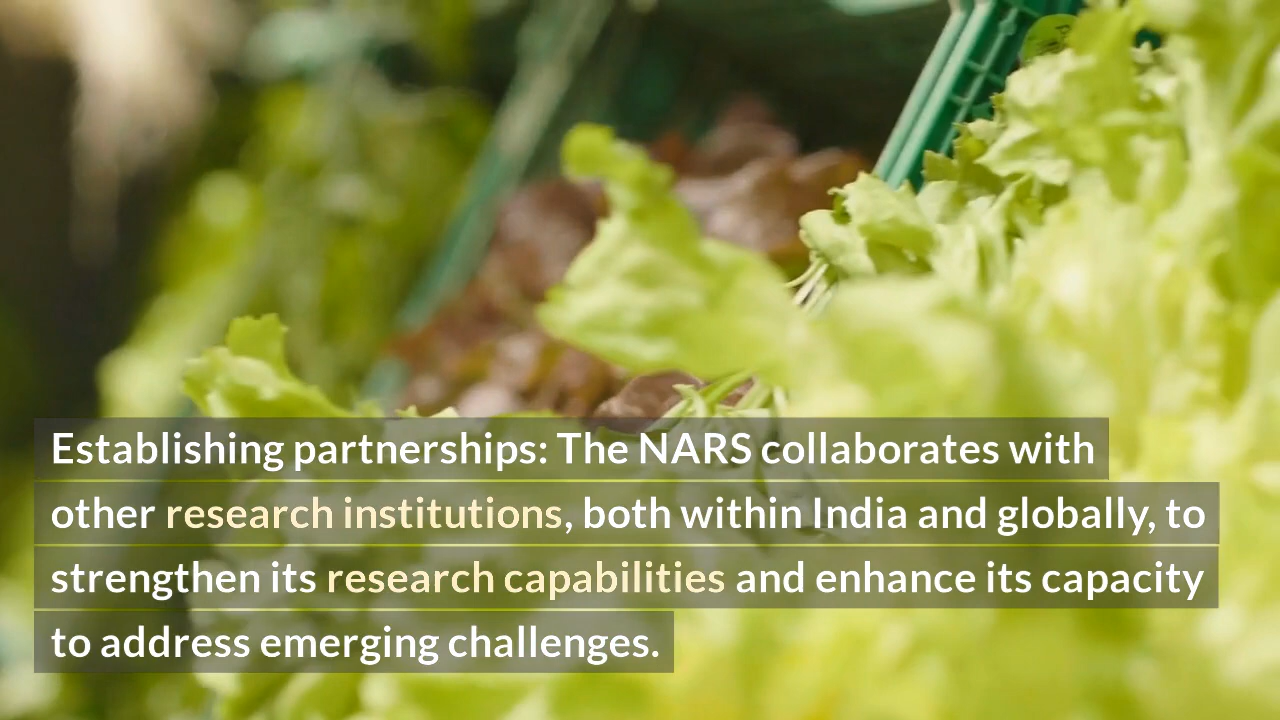 Establishing partnerships: The NARS collaborates with
other research institutions, both within India and globally, to
strengthen its research capabilities and enhance its capacity
to address emerging challenges.